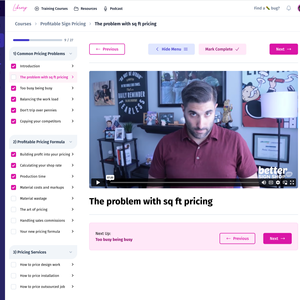 Training Courses
Resources
Podcast
Find a 🐛 bug?
Courses
Profitable Sign Pricing
The problem with sq ft pricing
Previous
Hide Menu
Mark Complete
Next
Common Pricing Problems
Introduction
The problem with sq ft pricing
Too busy being busy
Balancing the work load
Don't trip over pennies
Copying your competitors
Profitable Pricing Formula
Building profit into your pricing
Calculating your shop rate
Production time
Material costs and markups
Material wastage
The art of pricing
Handling sales commissions
Your new pricing formula
Pricing Services
How to price design work
How to price installation
How to price outsourced job
DAILY REMINDER
better
The problem with sq ft pricing
Next Up:
Too busy being busy
Previous
Next